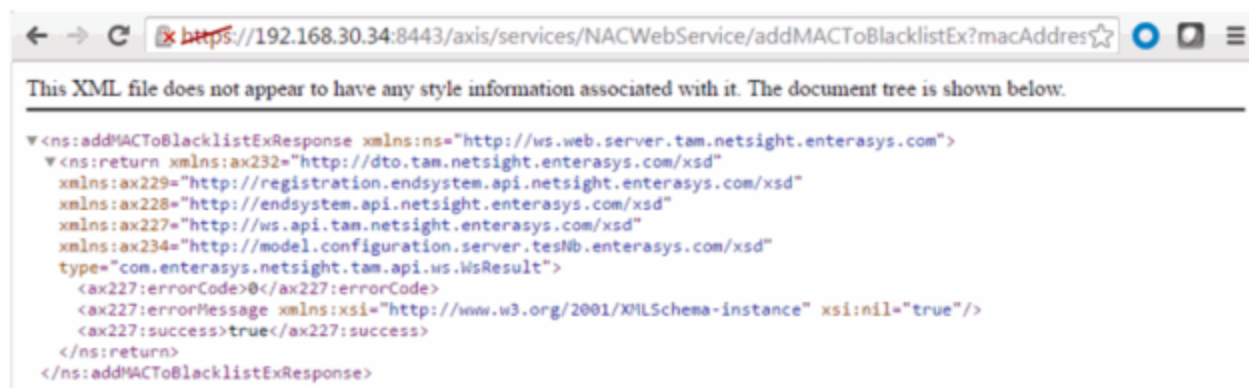 https://192.168.30.34:8443/axis/services/NACWebService/addMACToBlacklistEx?macAddres
This XML file does not appear to have any style information associated with it. The document tree is shown below.
▼<ns:addMACToBlacklistExResponse xmlns:ns="http://ws.web.server.tam.netsight.enterasys.com">
▼<ns:return xmlns:ax232="http://dto.tam.netsight.enterasys.com/xsd"
xmlns:ax229="http://registration.endsystem.api.netsight.enterasys.com/xsd"
xmlns:ax228="http://endsystem.api.netsight.enterasys.com/xsd"
xmlns:ax227="http://ws.api.tam.netsight.enterasys.com/xsd"
xmlns:ax234="http://model.configuration.server.tesNb.enterasys.com/xsd"
type="com.enterasys.netsight.tam.api.ws.WsResult">
<ax227:errorCode>0</ax227:errorCode>
<ax227:errorMessage xmlns:xsi="http://www.w3.org/2001/XMLSchema-instance" xsi:nil="true"/>
<ax227:success>true</ax227:success>
</ns:return>
</ns:addMACToBlacklistExResponse>